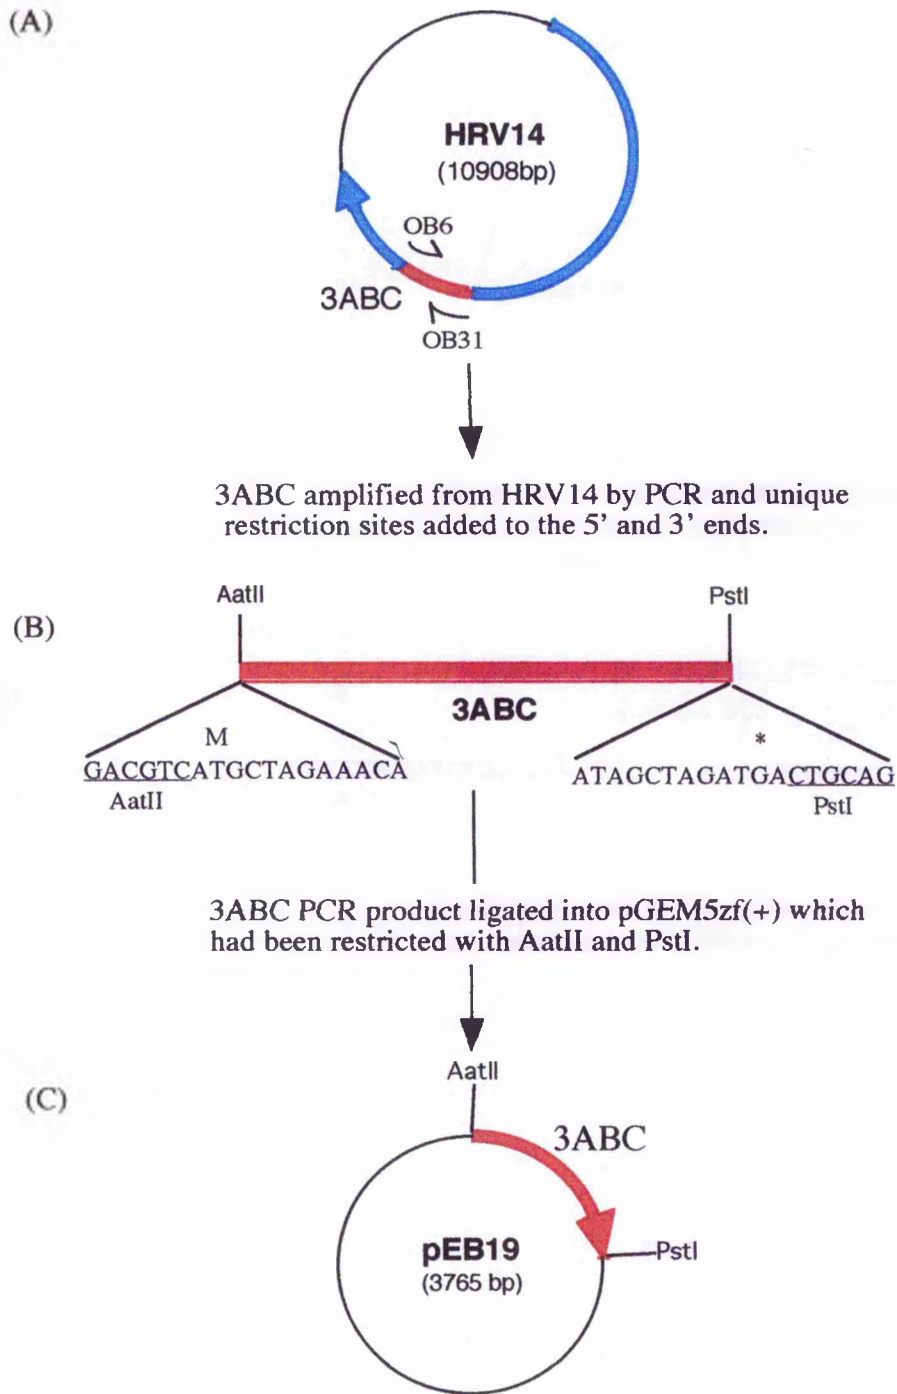 (A)
HRV14
(10908bp)
OB6
3ABC
OB31
3ABC amplified from HRV14 by PCR and unique
restriction sites added to the 5’ and 3’ ends.
AatII
PstI
(B)
3ABC
M
*
GACGTCATGCTAGAAACA
ATAGCTAGATGACTGCAG
AatII
PstI
3ABC PCR product ligated into pGEM5zf(+) which
had been restricted with AatII and PstI.
AatII
(C)
3ABC
pEB19
(3765 bp)
PstI